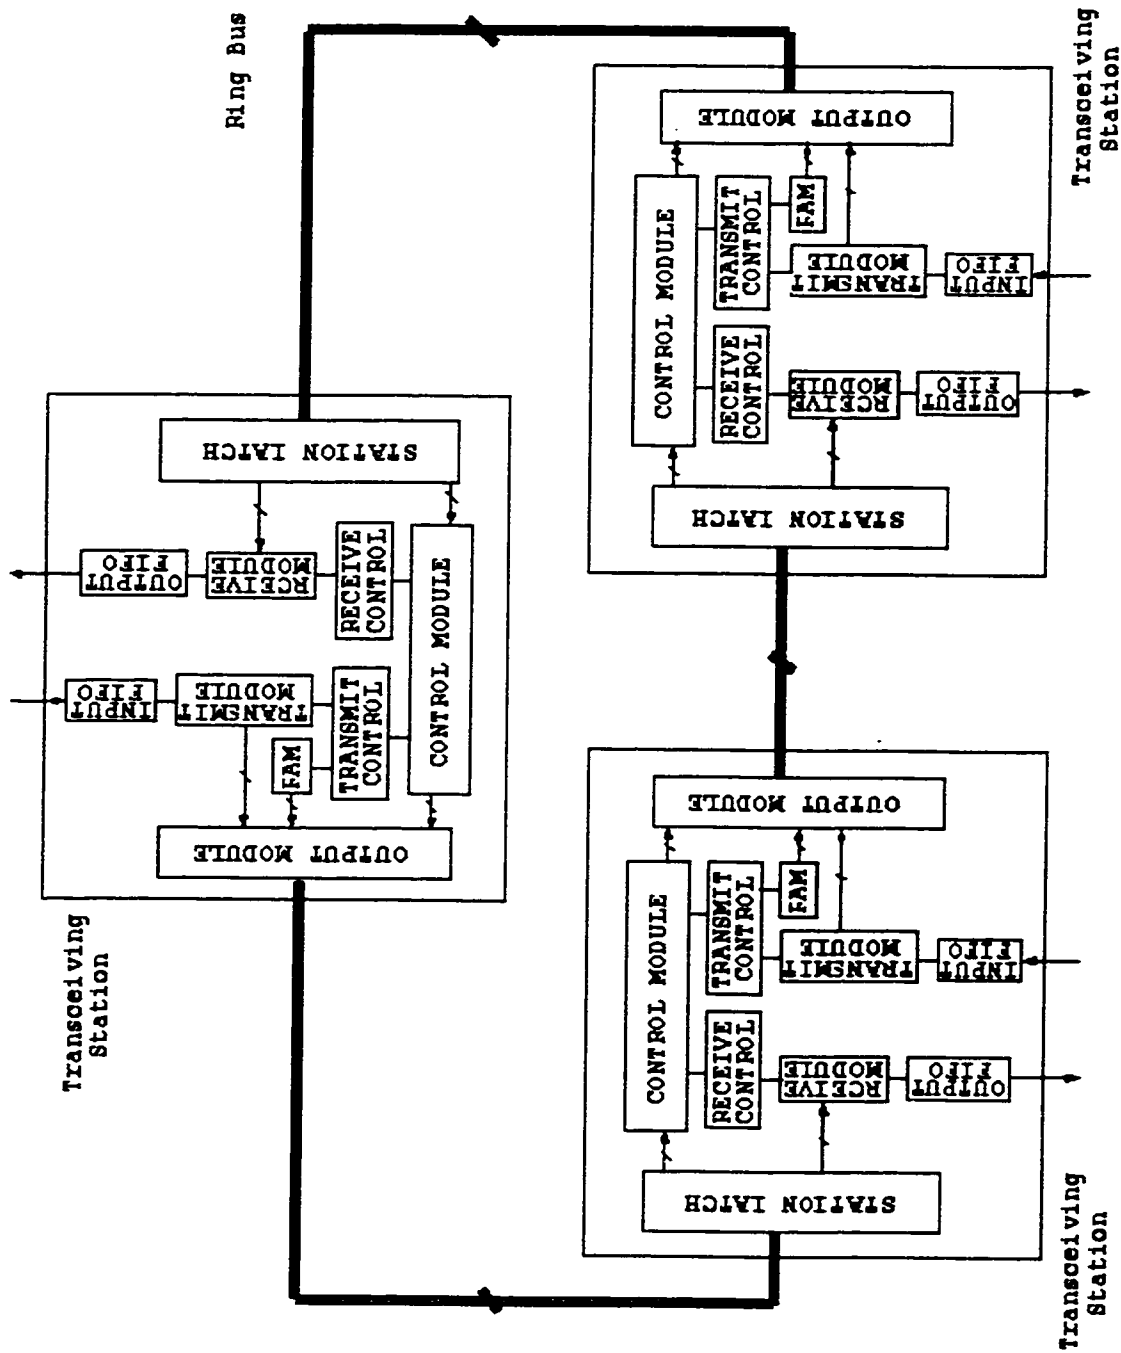 Ring Bus
Transceiving
Station
STATION LATCH
OUTPUT
FIFO
RCEIVE
MODULE
RECEIVE
CONTROL
CONTROL MODULE
INPUT
FIFO
TRANSMIT
MODULE
TRANSMIT
CONTROL
FAM
OUTPUT MODULE
Transceiving
Station
OUTPUT MODULE
CONTROL MODULE
TRANSMIT
CONTROL
FAM
TRANSMIT
MODULE
INPUT
FIFO
RECEIVE
CONTROL
RCEIVE
MODULE
OUTPUT
FIFO
STATION LATCH
Transceiving
Station
OUTPUT MODULE
CONTROL MODULE
TRANSMIT
CONTROL
FAM
TRANSMIT
MODULE
INPUT
FIFO
RECEIVE
CONTROL
RCEIVE
MODULE
OUTPUT
FIFO
STATION LATCH